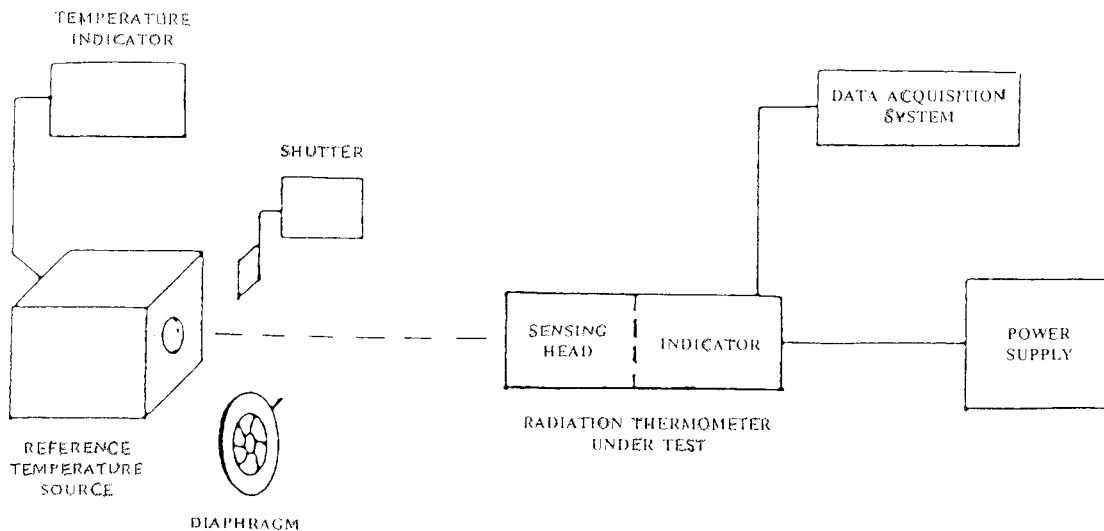 TEMPERATURE
INDICATOR
DATA ACQUISITION
SYSTEM
SHUTTER
SENSING
HEAD
INDICATOR
POWER
SUPPLY
RADIATION THERMOMETER
UNDER TEST
REFERENCE
TEMPERATURE
SOURCE
DIAPHRAGM